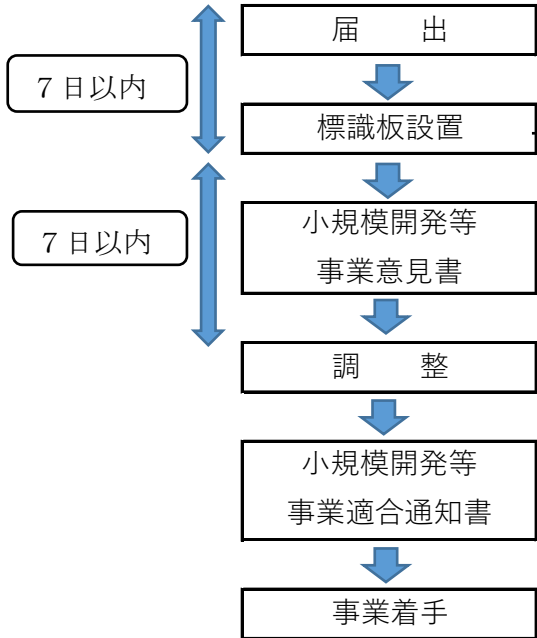 届　　出
７日以内
標識板設置
小規模開発等
７日以内
事業意見書
調　　整
小規模開発等
事業適合通知書
事業着手